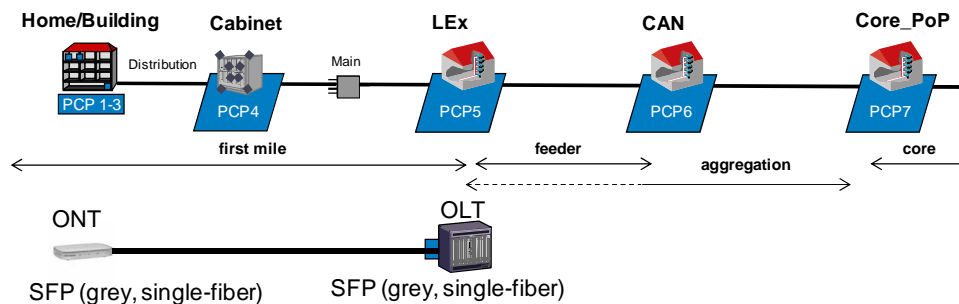 Home/Building
Cabinet
LEx
CAN
Core_PoP
Distribution
Main
PCP 1-3
PCP4
PCP5
PCP6
PCP7
first mile
feeder
core
aggregation
ONT
OLT
SFP (grey, single-fiber)
SFP (grey, single-fiber)